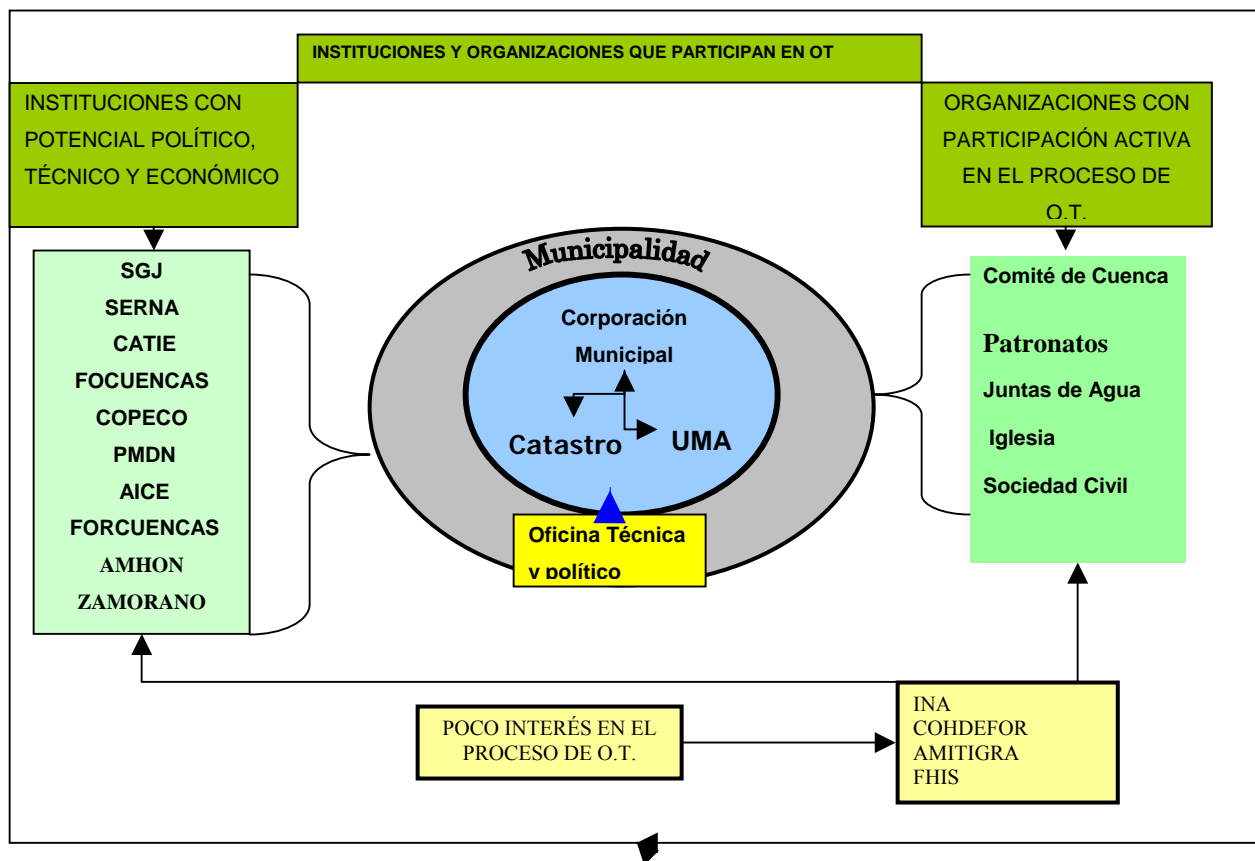 INSTITUCIONES Y ORGANIZACIONES QUE PARTICIPAN EN OT
INSTITUCIONES CON
POTENCIAL POLÍTICO,
TÉCNICO Y ECONÓMICO
ORGANIZACIONES CON
PARTICIPACIÓN ACTIVA
EN EL PROCESO DE
O.T.
SGJ
SERNA
CATIE
FOCUENCAS
COPECO
PMDN
AICE
FORCUENCAS
AMHON
ZAMORANO
Municipalidad
Corporación
Municipal
Catastro
UMA
Oficina Técnica
y político
Comité de Cuenca
Patronatos
Juntas de Agua
Iglesia
Sociedad Civil
POCO INTERÉS EN EL
PROCESO DE O.T.
INA
COHDEFOR
AMITIGRA
FHIS